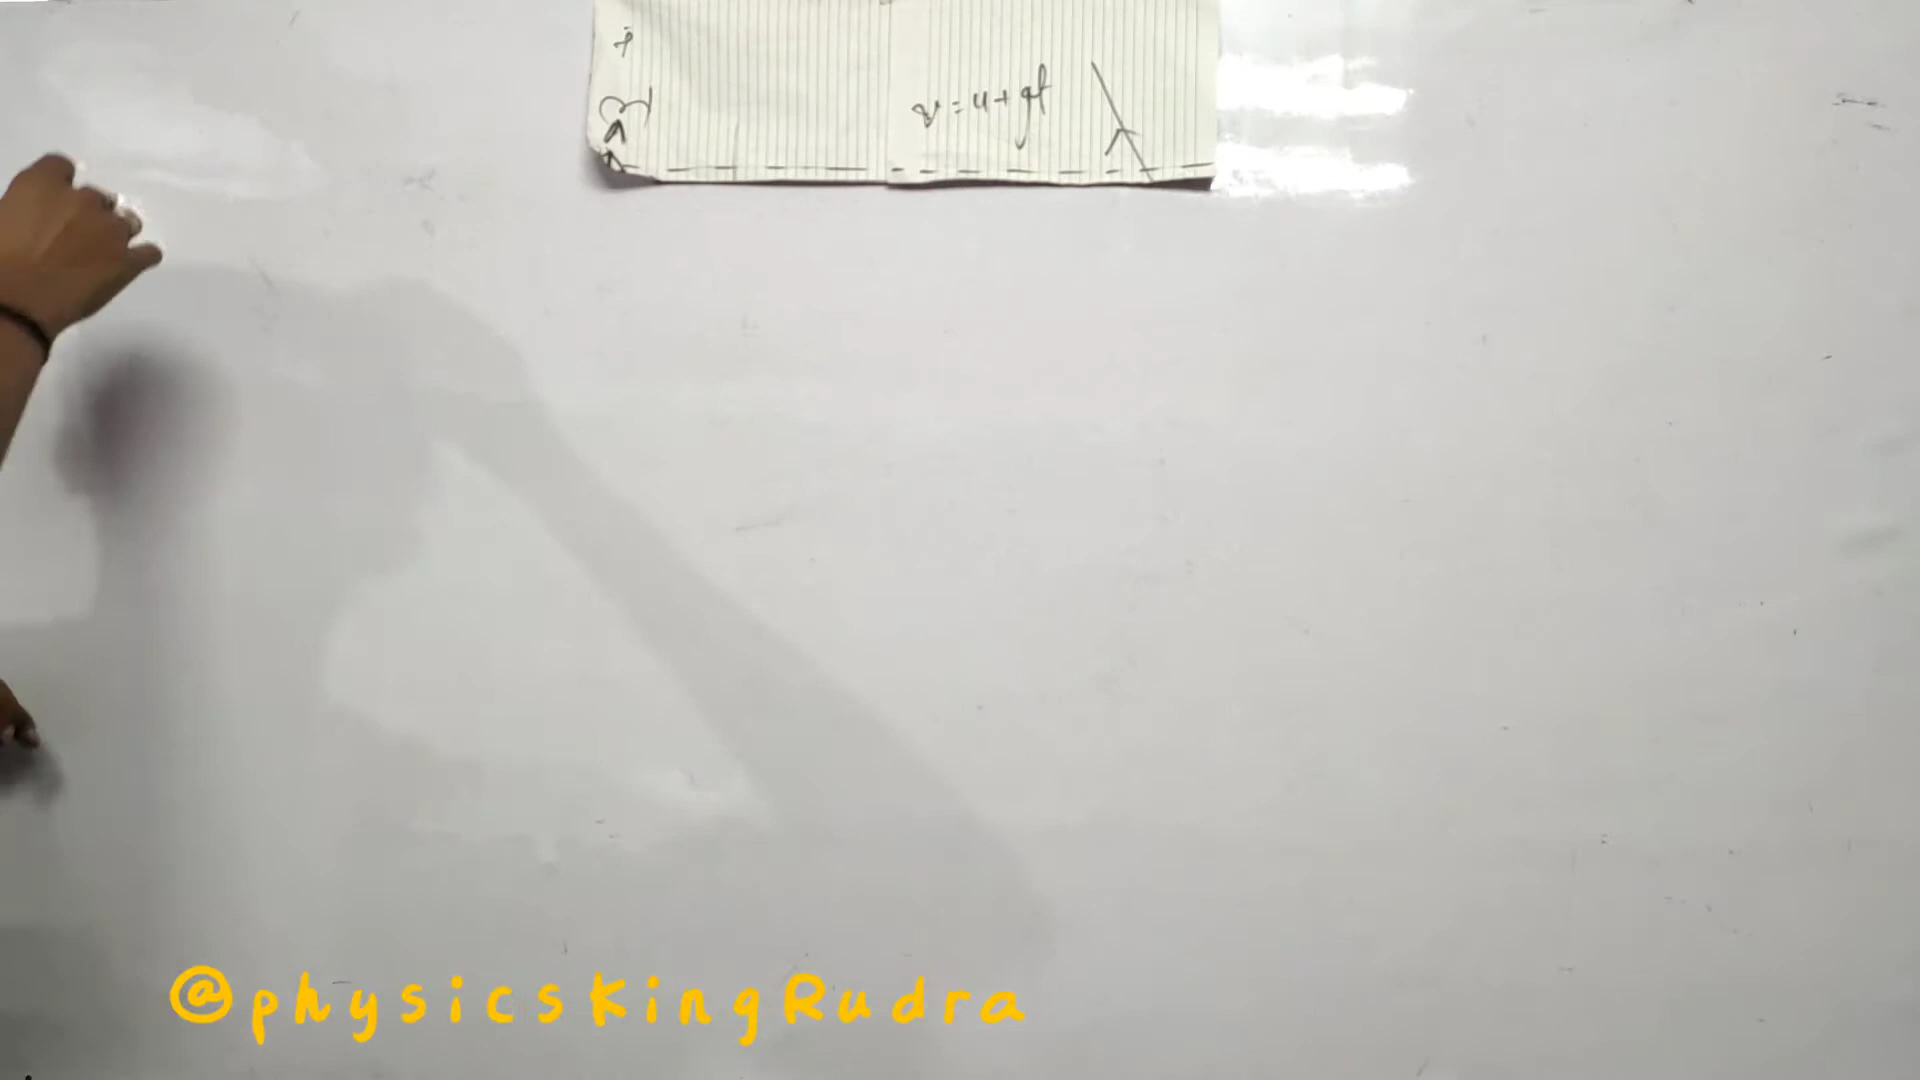 v = u + gt
@physicsKingRudra